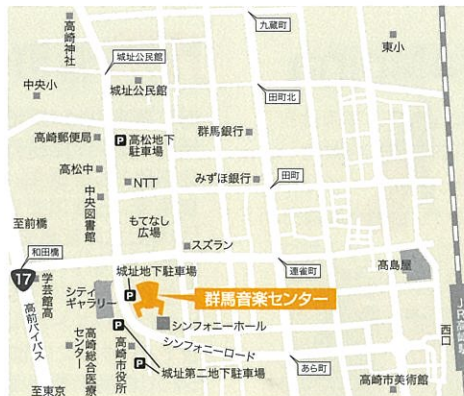 九蔵町
高崎神社
東小
城址公民館
中央小
城址公民館
田町北
高崎郵便局
P
高松地下
駐車場
群馬銀行
高松中
NTT
みずほ銀行
田町
中央図書館
もてなし
広場
至前橋
スズラン
和田橋
連雀町
高島屋
17
学芸館高
シティ
ギャラリー
城址地下駐車場
P
群馬音楽センター
高前バイパス
シンフォニーホール
P
高崎総合医療
センター
高崎市役所
シンフォニーロード
P
城址第二地下駐車場
あら町
西口
至東京
高崎市美術館